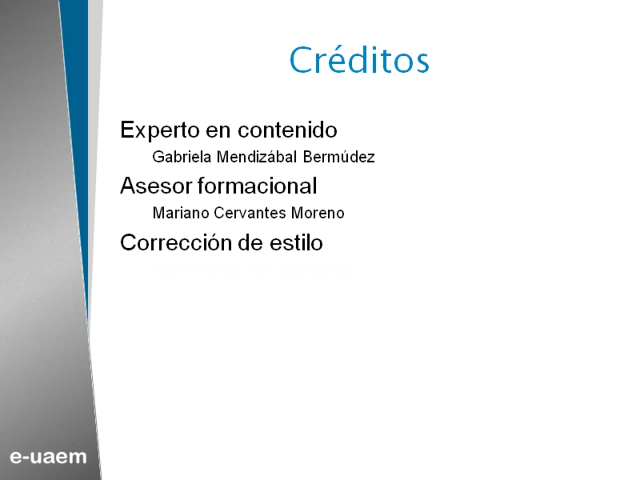 Créditos
Experto en contenido
Gabriela Mendizábal Bermúdez
Asesor formacional
Mariano Cervantes Moreno
Corrección de estilo
e-uaem